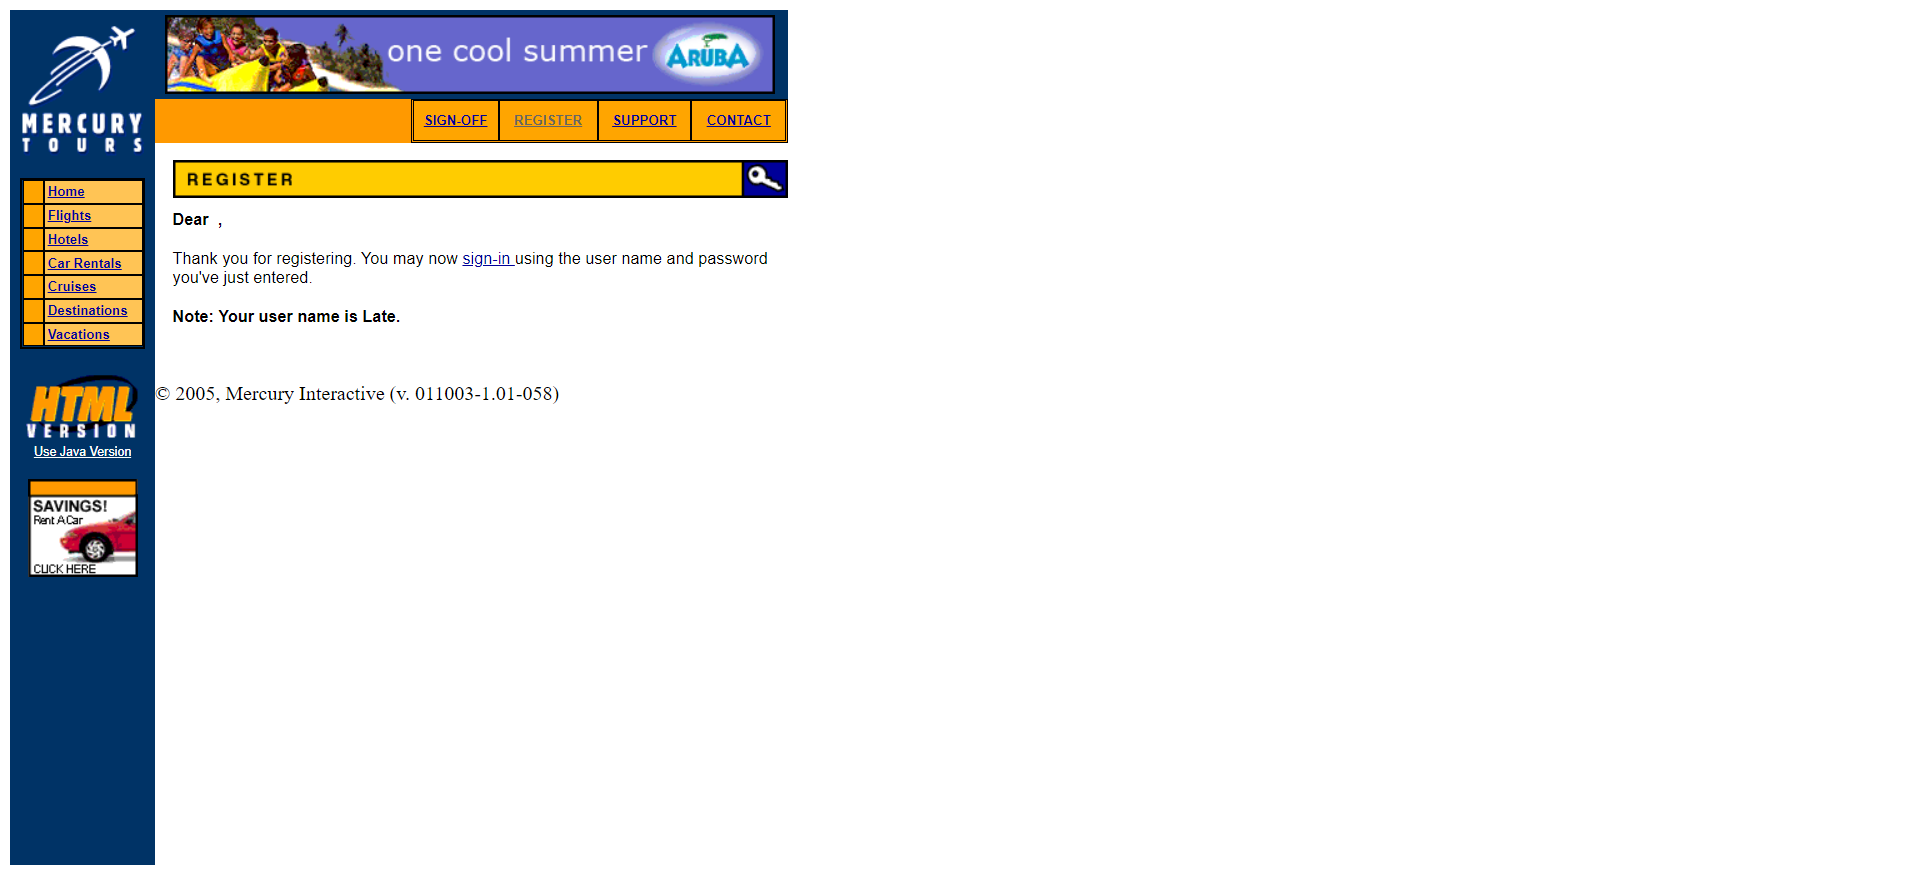 one cool summer ARUBA
MERCURY
TOURS
SIGN-OFF REGISTER SUPPORT CONTACT
REGISTER
Home
Flights
Hotels
Car Rentals
Cruises
Destinations
Vacations
Dear ,
Thank you for registering. You may now sign-in using the user name and password
you've just entered.
Note: Your user name is Late.
HTML
VERSION
Use Java Version
SAVINGS!
Rent A Car
CLICK HERE
© 2005, Mercury Interactive (v. 011003-1.01-058)